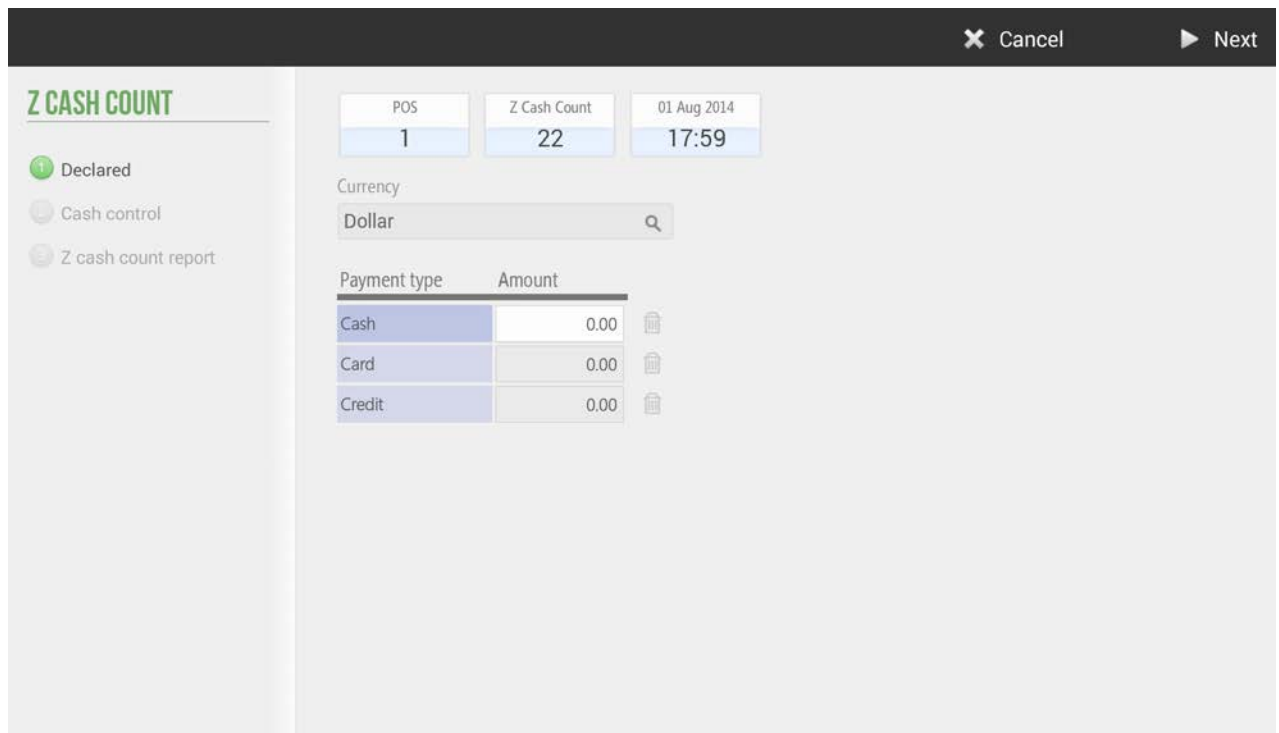 Cancel Next
Z CASH COUNT
1 Declared
Cash control
Z cash count report
POS Z Cash Count 01 Aug 2014
1 22 17:59
Currency
Dollar
Payment type Amount
Cash 0.00
Card 0.00
Credit 0.00